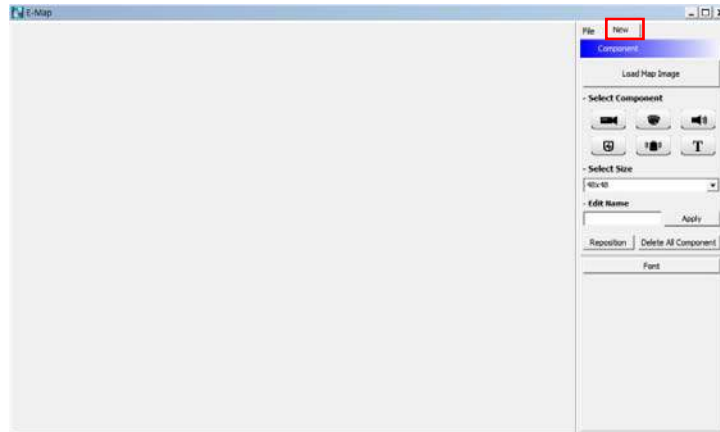 E-Map
File New
Component
Load Map Image
- Select Component
T
- Select Size
48x48
- Edit Name
Apply
Reposition Delete All Component
Font